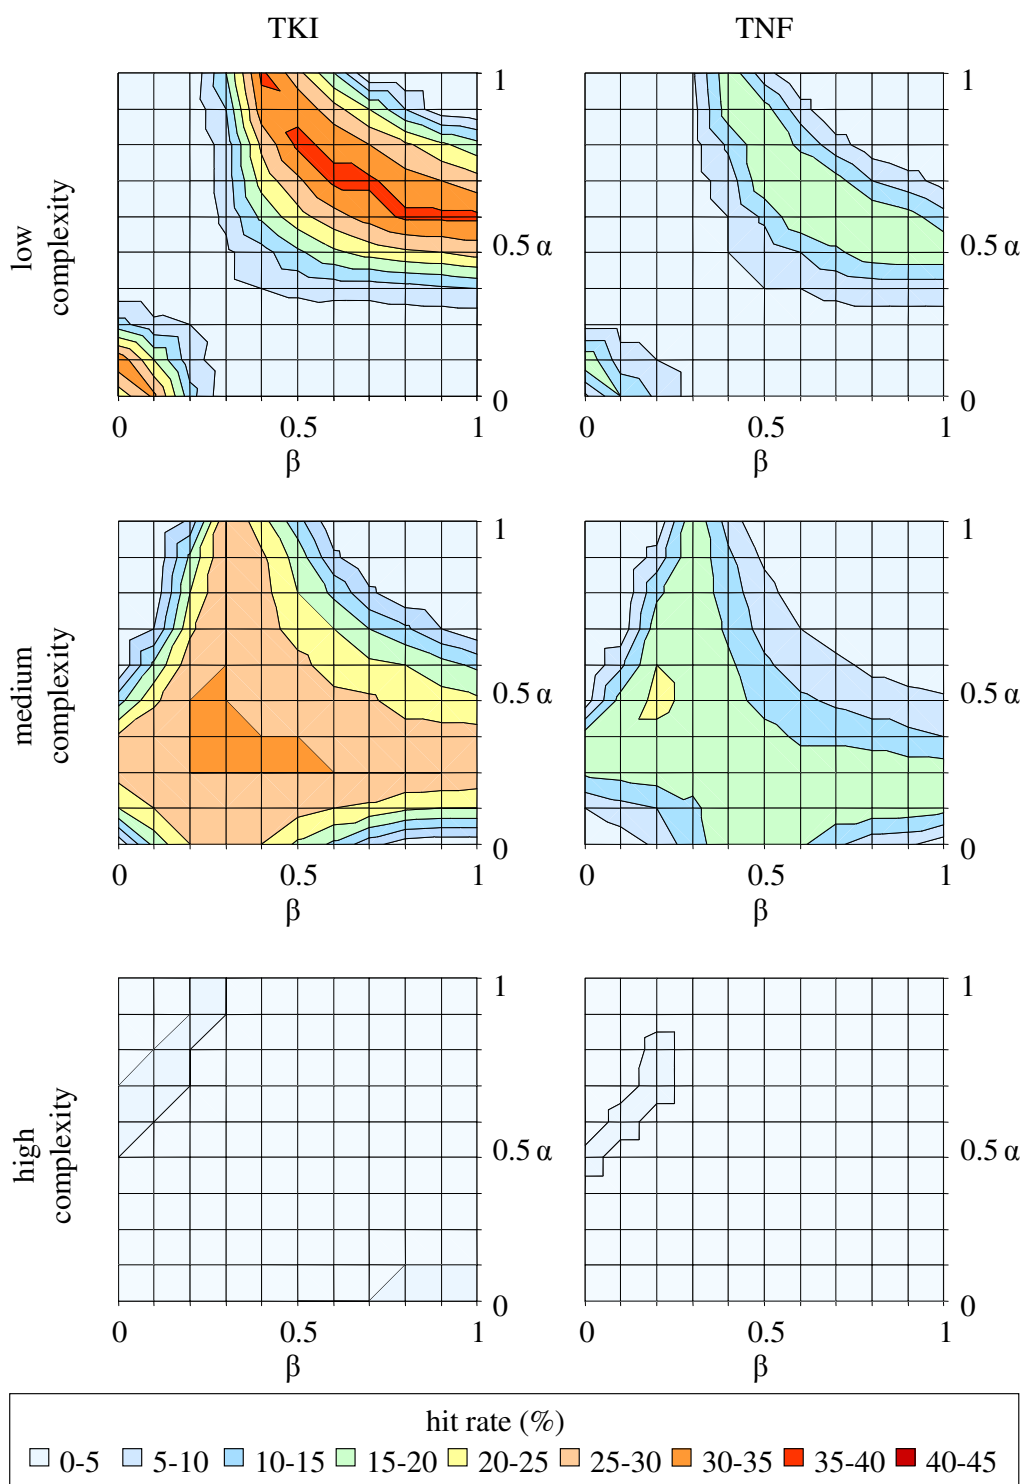 TKI TNF
low
complexity
1 1
0.5 α 0.5 α
0 0
0 0.5 1 0 0.5 1
β β
medium
complexity
1 1
0.5 α 0.5 α
0 0
0 0.5 1 0 0.5 1
β β
high
complexity
1 1
0.5 α 0.5 α
0 0
0 0.5 1 0 0.5 1
β β
hit rate (%)
0-5 5-10 10-15 15-20 20-25 25-30 30-35 35-40 40-45